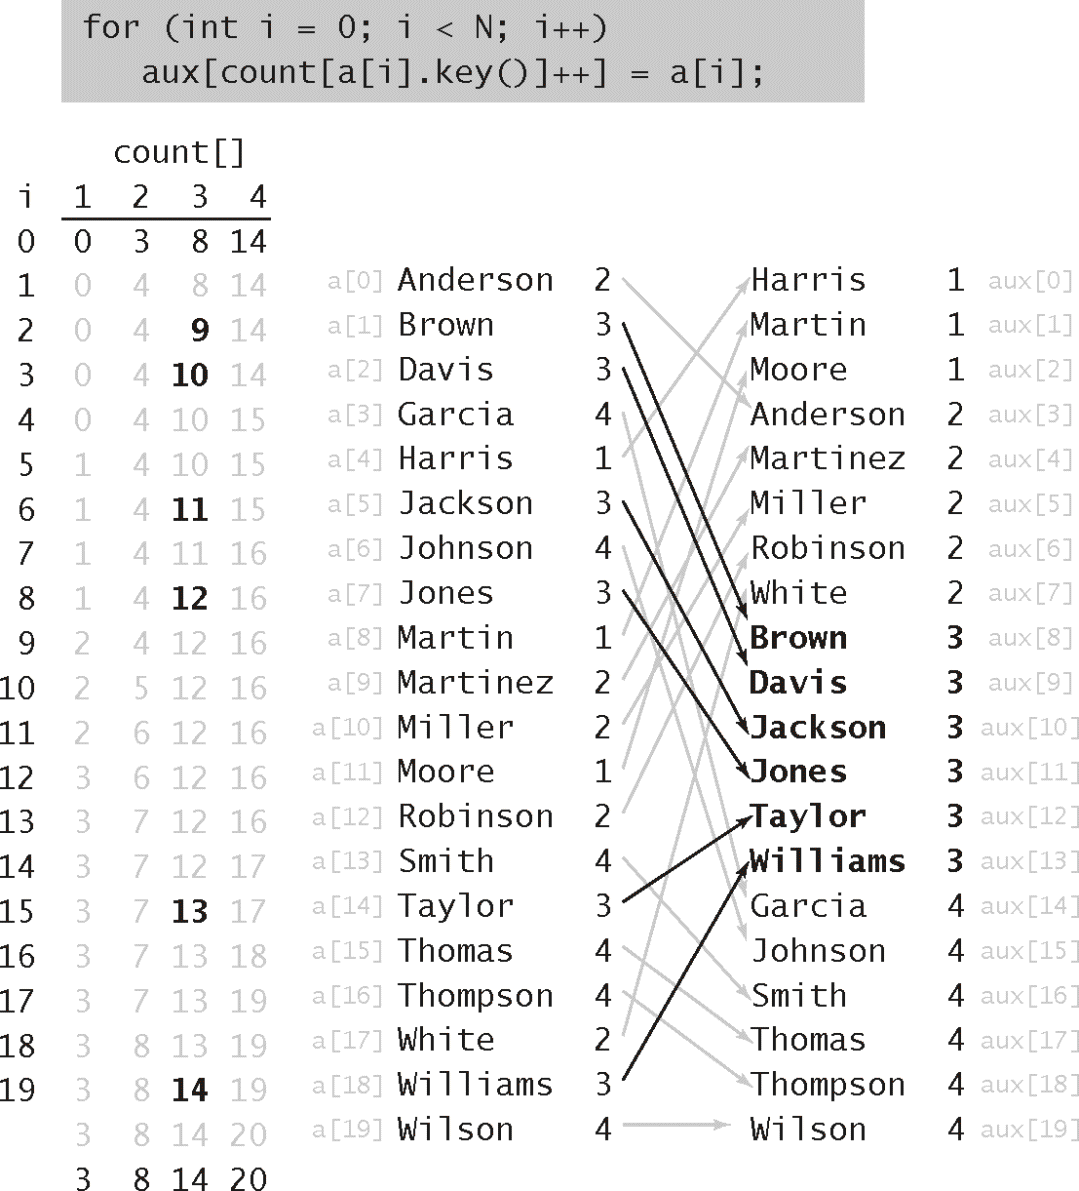 for (int i = 0; i < N; i++)
aux[count[a[i].key()]++] = a[i];
count[]
i 1 2 3 4
0 0 3 8 14
1 0 4 8 14 a[0] Anderson 2 Harris 1 aux[0]
2 0 4 9 14 a[1] Brown 3 Martin 1 aux[1]
3 0 4 10 14 a[2] Davis 3 Moore 1 aux[2]
4 0 4 10 15 a[3] Garcia 4 Anderson 2 aux[3]
5 1 4 10 15 a[4] Harris 1 Martinez 2 aux[4]
6 1 4 11 15 a[5] Jackson 3 Miller 2 aux[5]
7 1 4 11 16 a[6] Johnson 4 Robinson 2 aux[6]
8 1 4 12 16 a[7] Jones 3 White 2 aux[7]
9 2 4 12 16 a[8] Martin 1 Brown 3 aux[8]
10 2 5 12 16 a[9] Martinez 2 Davis 3 aux[9]
11 2 6 12 16 a[10] Miller 2 Jackson 3 aux[10]
12 3 6 12 16 a[11] Moore 1 Jones 3 aux[11]
13 3 7 12 16 a[12] Robinson 2 Taylor 3 aux[12]
14 3 7 12 17 a[13] Smith 4 Williams 3 aux[13]
15 3 7 13 17 a[14] Taylor 3 Garcia 4 aux[14]
16 3 7 13 18 a[15] Thomas 4 Johnson 4 aux[15]
17 3 7 13 19 a[16] Thompson 4 Smith 4 aux[16]
18 3 8 13 19 a[17] White 2 Thomas 4 aux[17]
19 3 8 14 19 a[18] Williams 3 Thompson 4 aux[18]
3 8 14 20 a[19] Wilson 4 Wilson 4 aux[19]
3 8 14 20